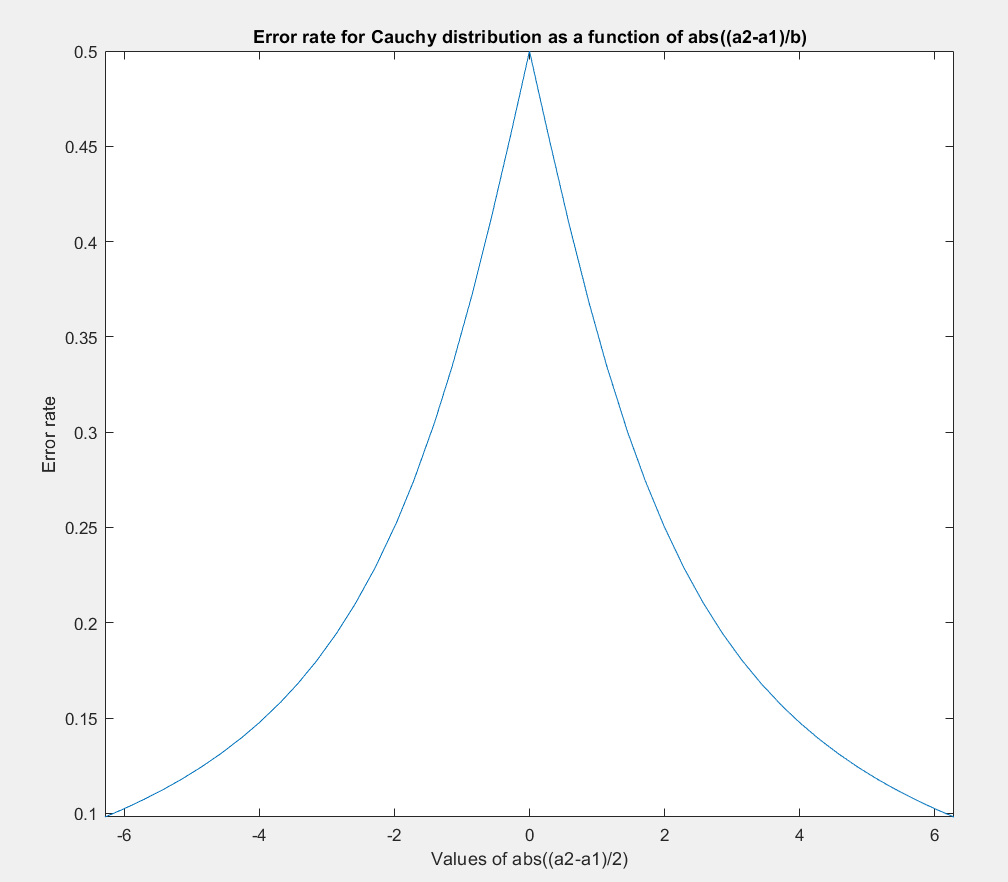 Error rate for Cauchy distribution as a function of abs((a2-a1)/b)
0.5
0.45
0.4
0.35
0.3
0.25
0.2
0.15
0.1
Error rate
-6 -4 -2 0 2 4 6
Values of abs((a2-a1)/2)